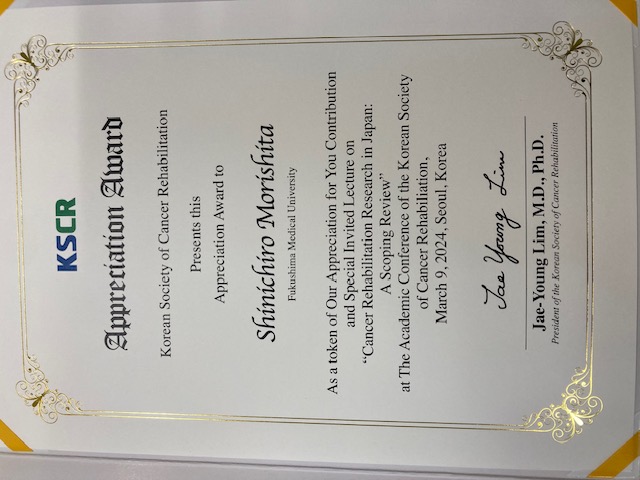 KSCR
Appreciation Award
Korean Society of Cancer Rehabilitation
Presents this
Appreciation Award to
Shinichiro Morishita
Fukushima Medical University
As a token of Our Appreciation for You Contribution
and Special Invited Lecture on
“Cancer Rehabilitation Research in Japan:
A Scoping Review”
at The Academic Conference of the Korean Society
of Cancer Rehabiliation,
March 9, 2024, Seoul, Korea
Jae Young Lim
Jae-Young Lim, M.D., Ph.D.
President of the Korean Society of Cancer Rehabilitation